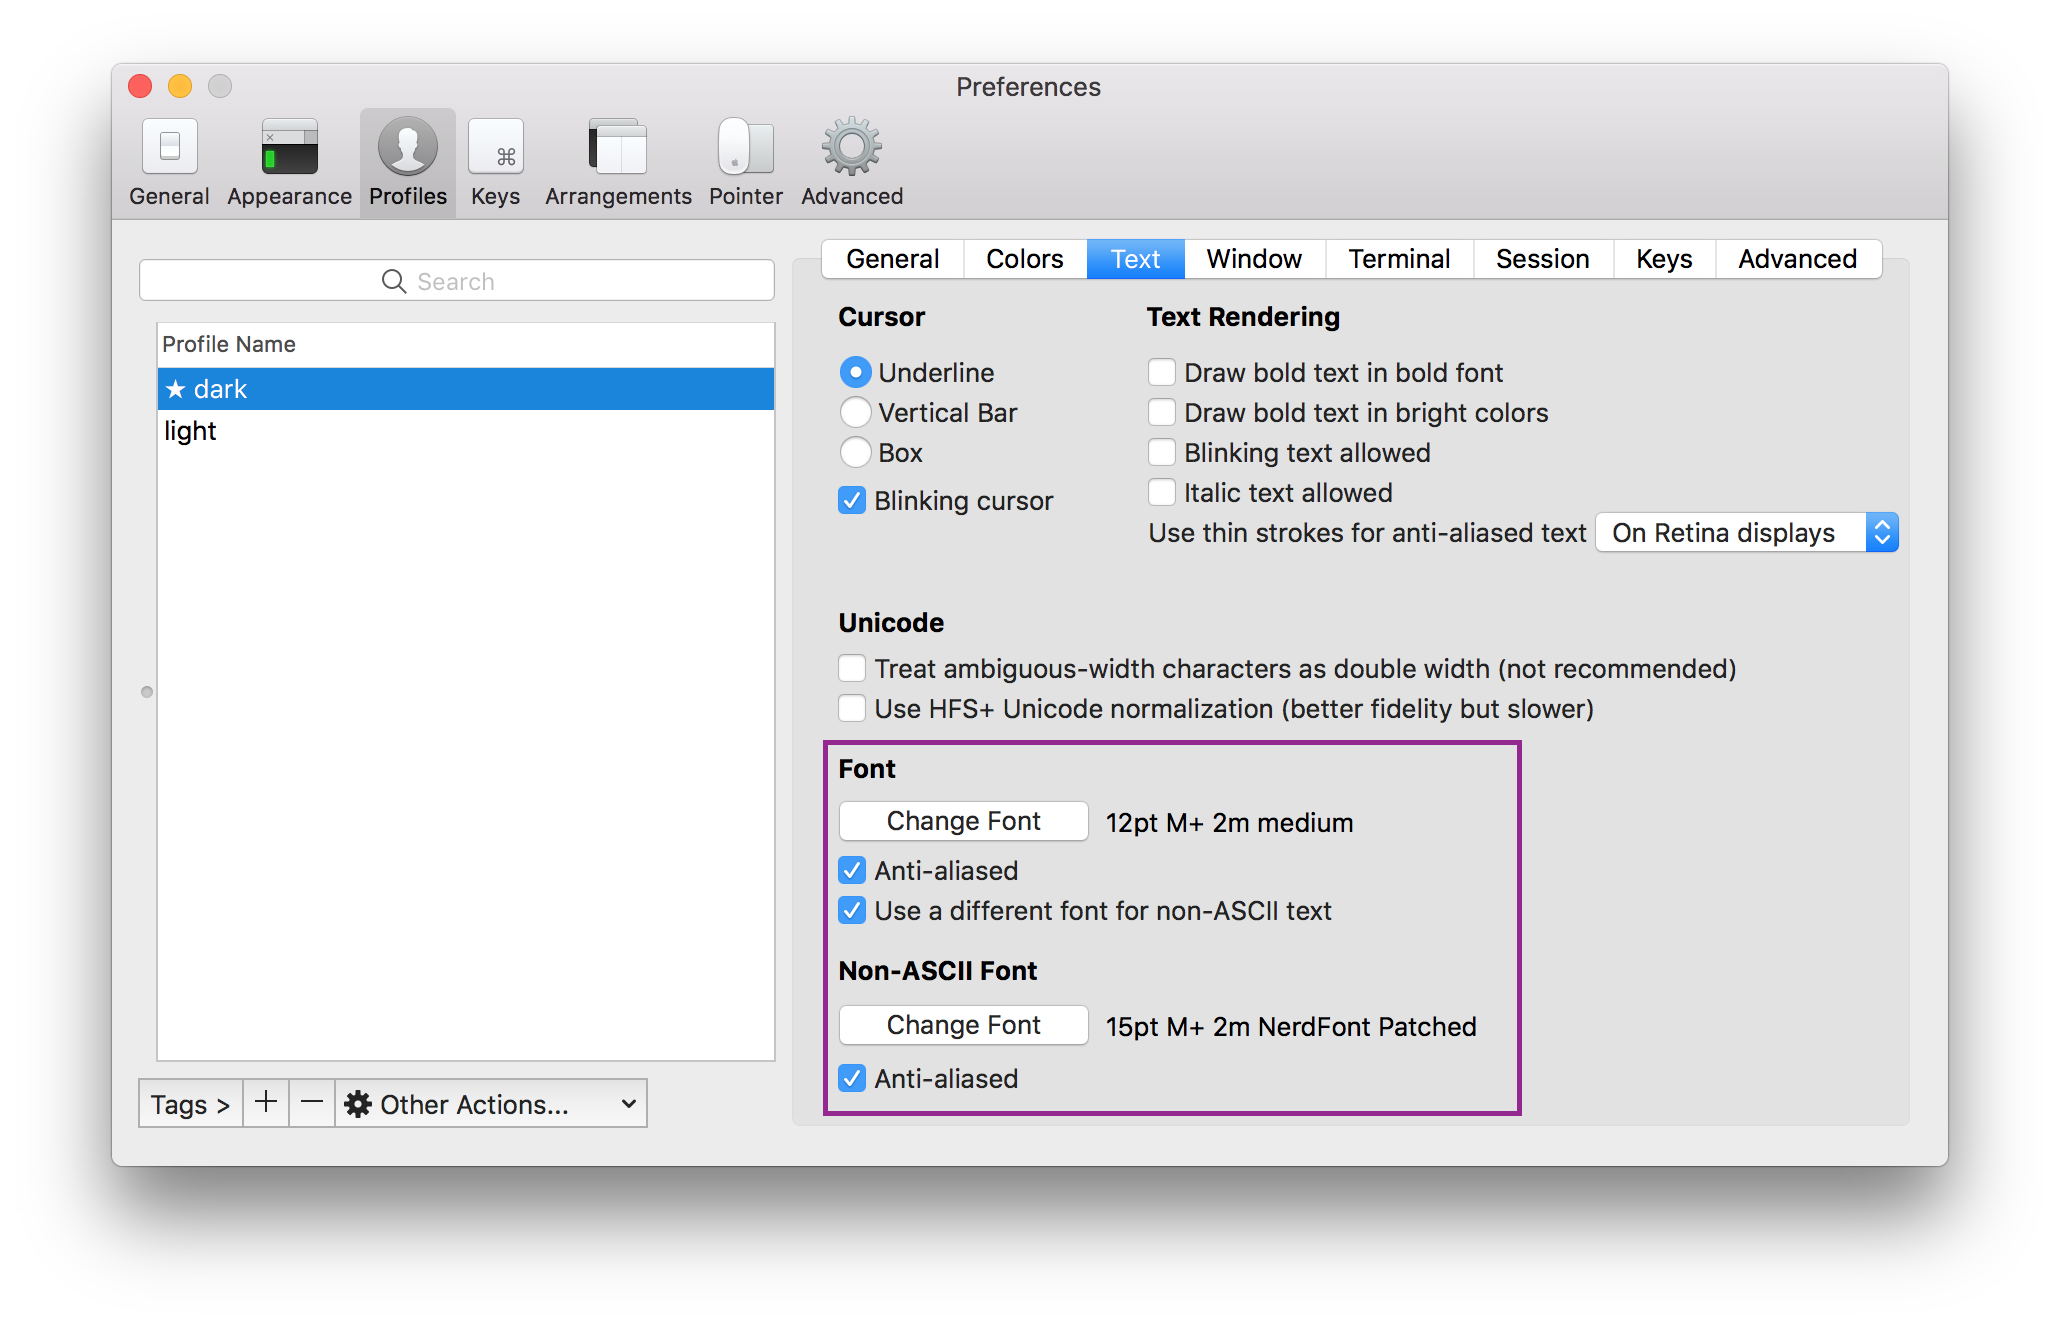 Preferences
General Appearance Profiles Keys Arrangements Pointer Advanced
General Colors Text Window Terminal Session Keys Advanced
Search
Profile Name
★ dark
light
Tags > + − Other Actions...
Cursor
Underline
Vertical Bar
Box
Blinking cursor
Text Rendering
Draw bold text in bold font
Draw bold text in bright colors
Blinking text allowed
Italic text allowed
Use thin strokes for anti-aliased text On Retina displays
Unicode
Treat ambiguous-width characters as double width (not recommended)
Use HFS+ Unicode normalization (better fidelity but slower)
Font
Change Font 12pt M+ 2m medium
Anti-aliased
Use a different font for non-ASCII text
Non-ASCII Font
Change Font 15pt M+ 2m NerdFont Patched
Anti-aliased